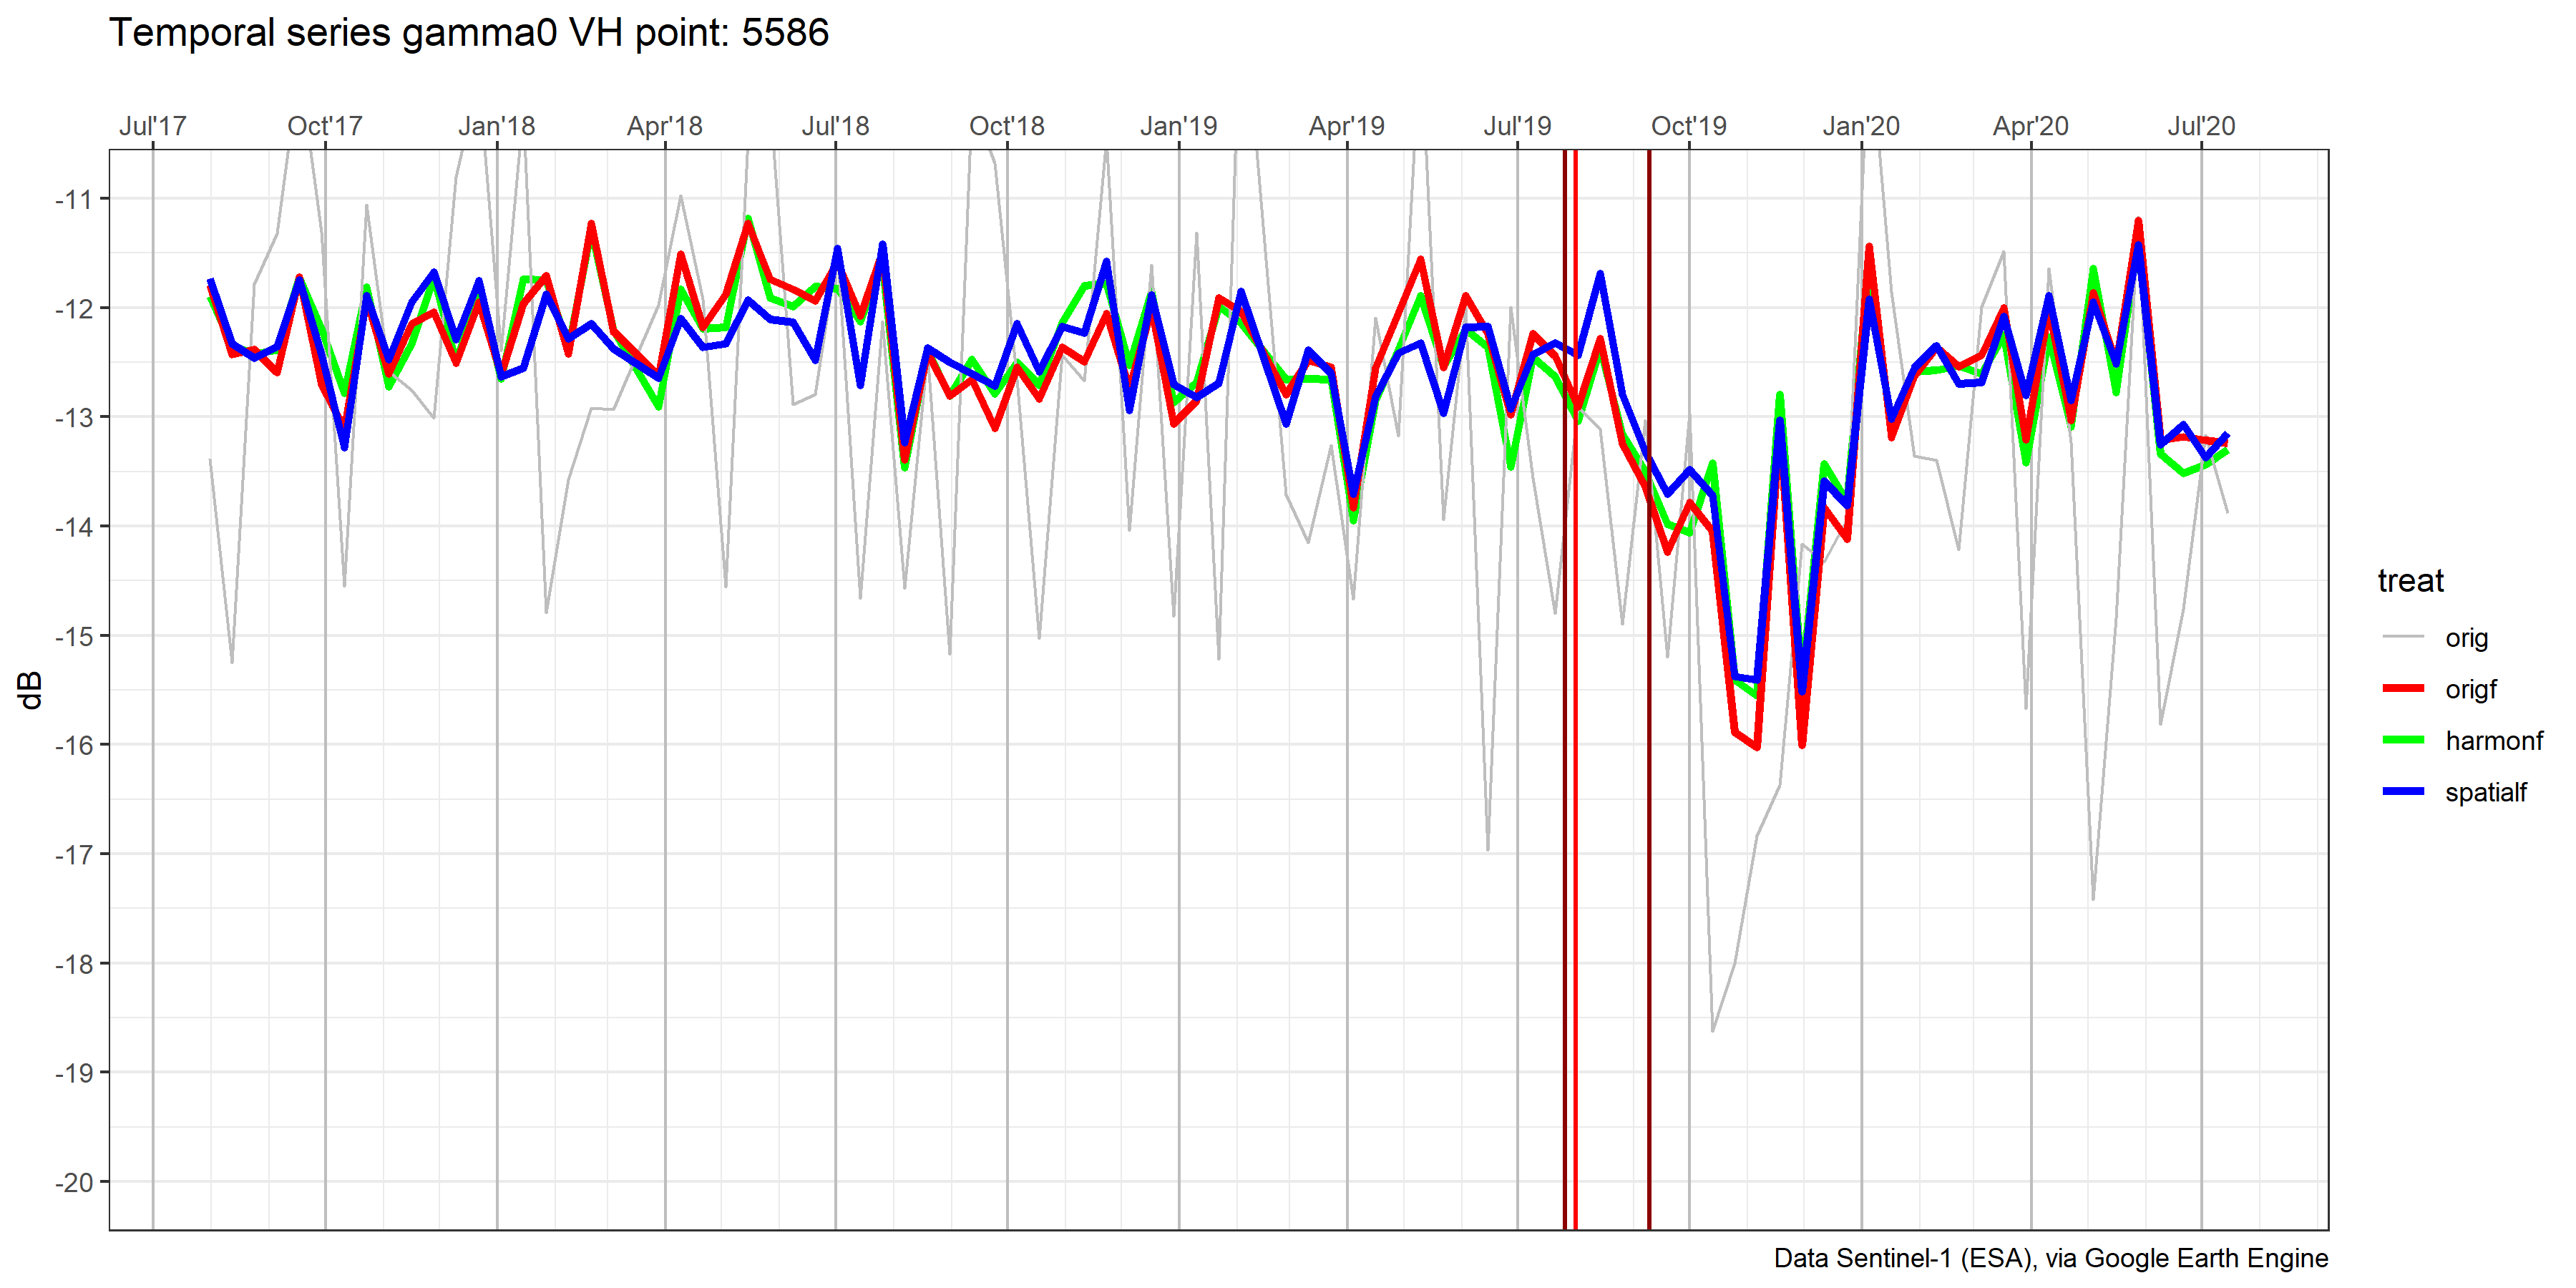 Temporal series gamma0 VH point: 5586
Jul'17 Oct'17 Jan'18 Apr'18 Jul'18 Oct'18 Jan'19 Apr'19 Jul'19 Oct'19 Jan'20 Apr'20 Jul'20
-11
-12
-13
-14
-15
-16
-17
-18
-19
-20
dB
treat
orig
origf
harmonf
spatialf
Data Sentinel-1 (ESA), via Google Earth Engine